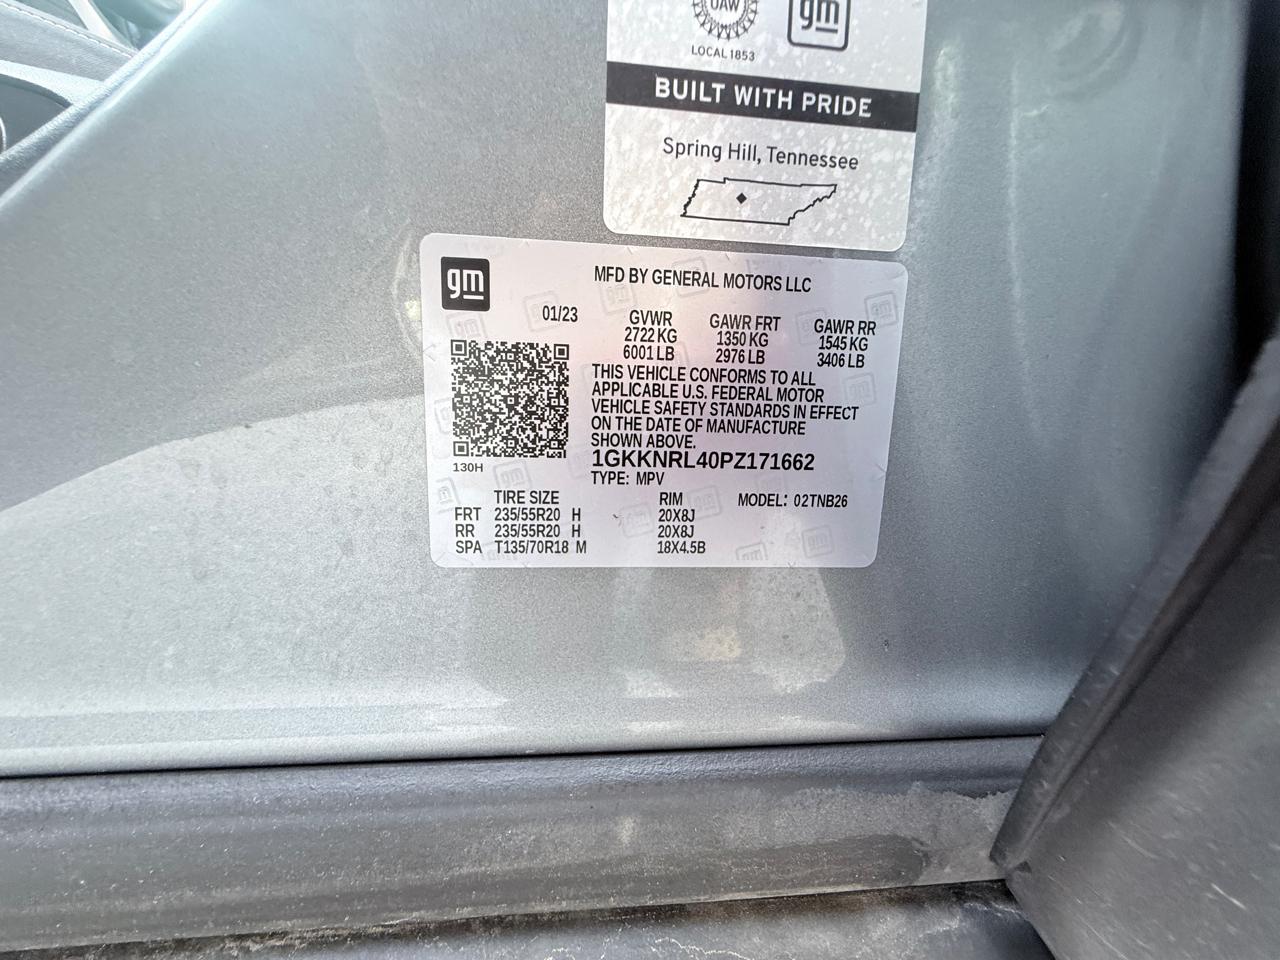 UAW
gm
LOCAL 1853
BUILT WITH PRIDE
Spring Hill, Tennessee
gm
MFD BY GENERAL MOTORS LLC
01/23 GVWR GAWR FRT GAWR RR
2722 KG 1350 KG 1545 KG
6001 LB 2976 LB 3406 LB
THIS VEHICLE CONFORMS TO ALL
APPLICABLE U.S. FEDERAL MOTOR
VEHICLE SAFETY STANDARDS IN EFFECT
ON THE DATE OF MANUFACTURE
SHOWN ABOVE.
1GKKNRL40PZ171662
130H
TYPE: MPV
TIRE SIZE RIM MODEL: 02TNB26
FRT 235/55R20 H 20X8J
RR 235/55R20 H 20X8J
SPA T135/70R18 M 18X4.5B